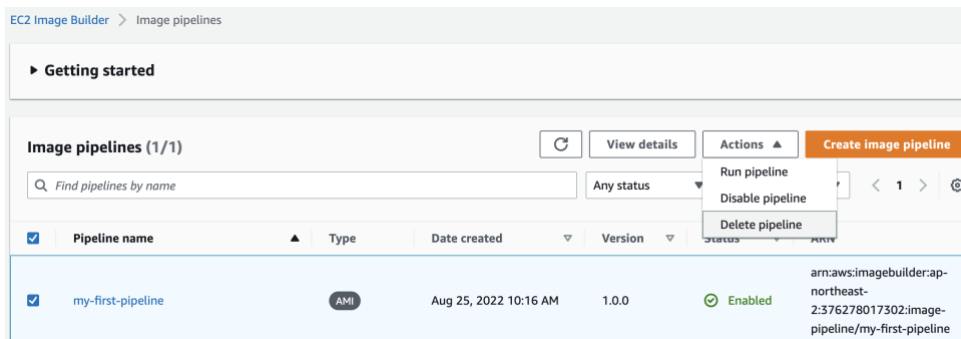 EC2 Image Builder > Image pipelines
Getting started
Image pipelines (1/1)
View details
Actions
Create image pipeline
Run pipeline
Disable pipeline
Delete pipeline
Find pipelines by name
Any status
1
Pipeline name
Type
Date created
Version
Status
ARN
my-first-pipeline
AMI
Aug 25, 2022 10:16 AM
1.0.0
Enabled
arn:aws:imagebuilder:ap-
northeast-
2:376278017302:image-
pipeline/my-first-pipeline